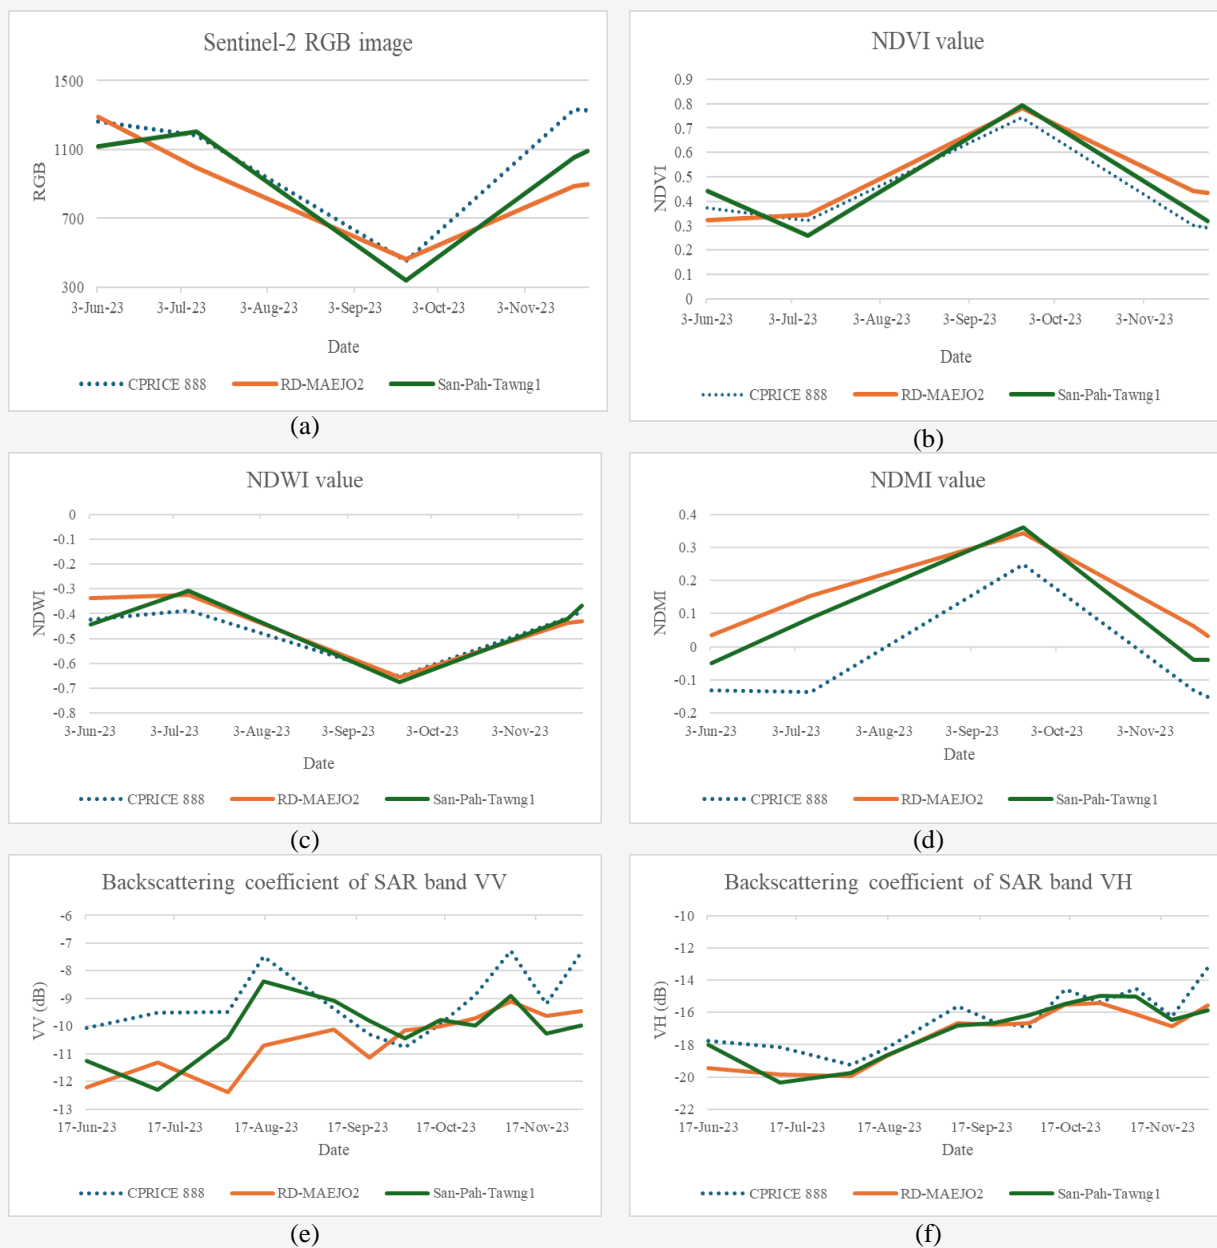 Sentinel-2 RGB image
1500
1100
700
300
RGB
3-Jun-23 3-Jul-23 3-Aug-23 3-Sep-23 3-Oct-23 3-Nov-23
Date
CPRICE 888 RD-MAEJO2 San-Pah-Tawng1
(a)
NDVI value
0.9
0.8
0.7
0.6
0.5
0.4
0.3
0.2
0.1
0
NDVI
3-Jun-23 3-Jul-23 3-Aug-23 3-Sep-23 3-Oct-23 3-Nov-23
Date
CPRICE 888 RD-MAEJO2 San-Pah-Tawng1
(b)
NDWI value
0
-0.1
-0.2
-0.3
-0.4
-0.5
-0.6
-0.7
-0.8
NDWI
3-Jun-23 3-Jul-23 3-Aug-23 3-Sep-23 3-Oct-23 3-Nov-23
Date
CPRICE 888 RD-MAEJO2 San-Pah-Tawng1
(c)
NDMI value
0.4
0.3
0.2
0.1
0
-0.1
-0.2
NDMI
3-Jun-23 3-Jul-23 3-Aug-23 3-Sep-23 3-Oct-23 3-Nov-23
Date
CPRICE 888 RD-MAEJO2 San-Pah-Tawng1
(d)
Backscattering coefficient of SAR band VV
-6
-7
-8
-9
-10
-11
-12
-13
VV (dB)
17-Jun-23 17-Jul-23 17-Aug-23 17-Sep-23 17-Oct-23 17-Nov-23
Date
CPRICE 888 RD-MAEJO2 San-Pah-Tawng1
(e)
Backscattering coefficient of SAR band VH
-10
-12
-14
-16
-18
-20
-22
VH (dB)
17-Jun-23 17-Jul-23 17-Aug-23 17-Sep-23 17-Oct-23 17-Nov-23
Date
CPRICE 888 RD-MAEJO2 San-Pah-Tawng1
(f)